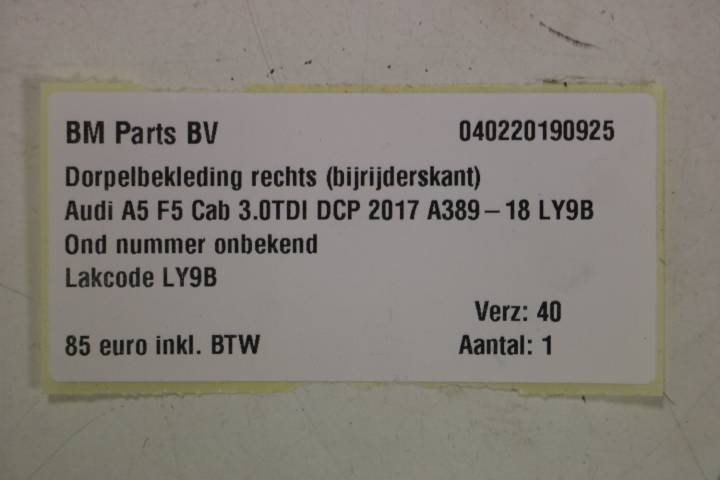 BM Parts BV 040220190925
Dorpelbekleding rechts (bijrijderskant)
Audi A5 F5 Cab 3.0TDI DCP 2017 A389-18 LY9B
Ond nummer onbekend
Lakcode LY9B
Verz: 40
85 euro inkl. BTW Aantal: 1